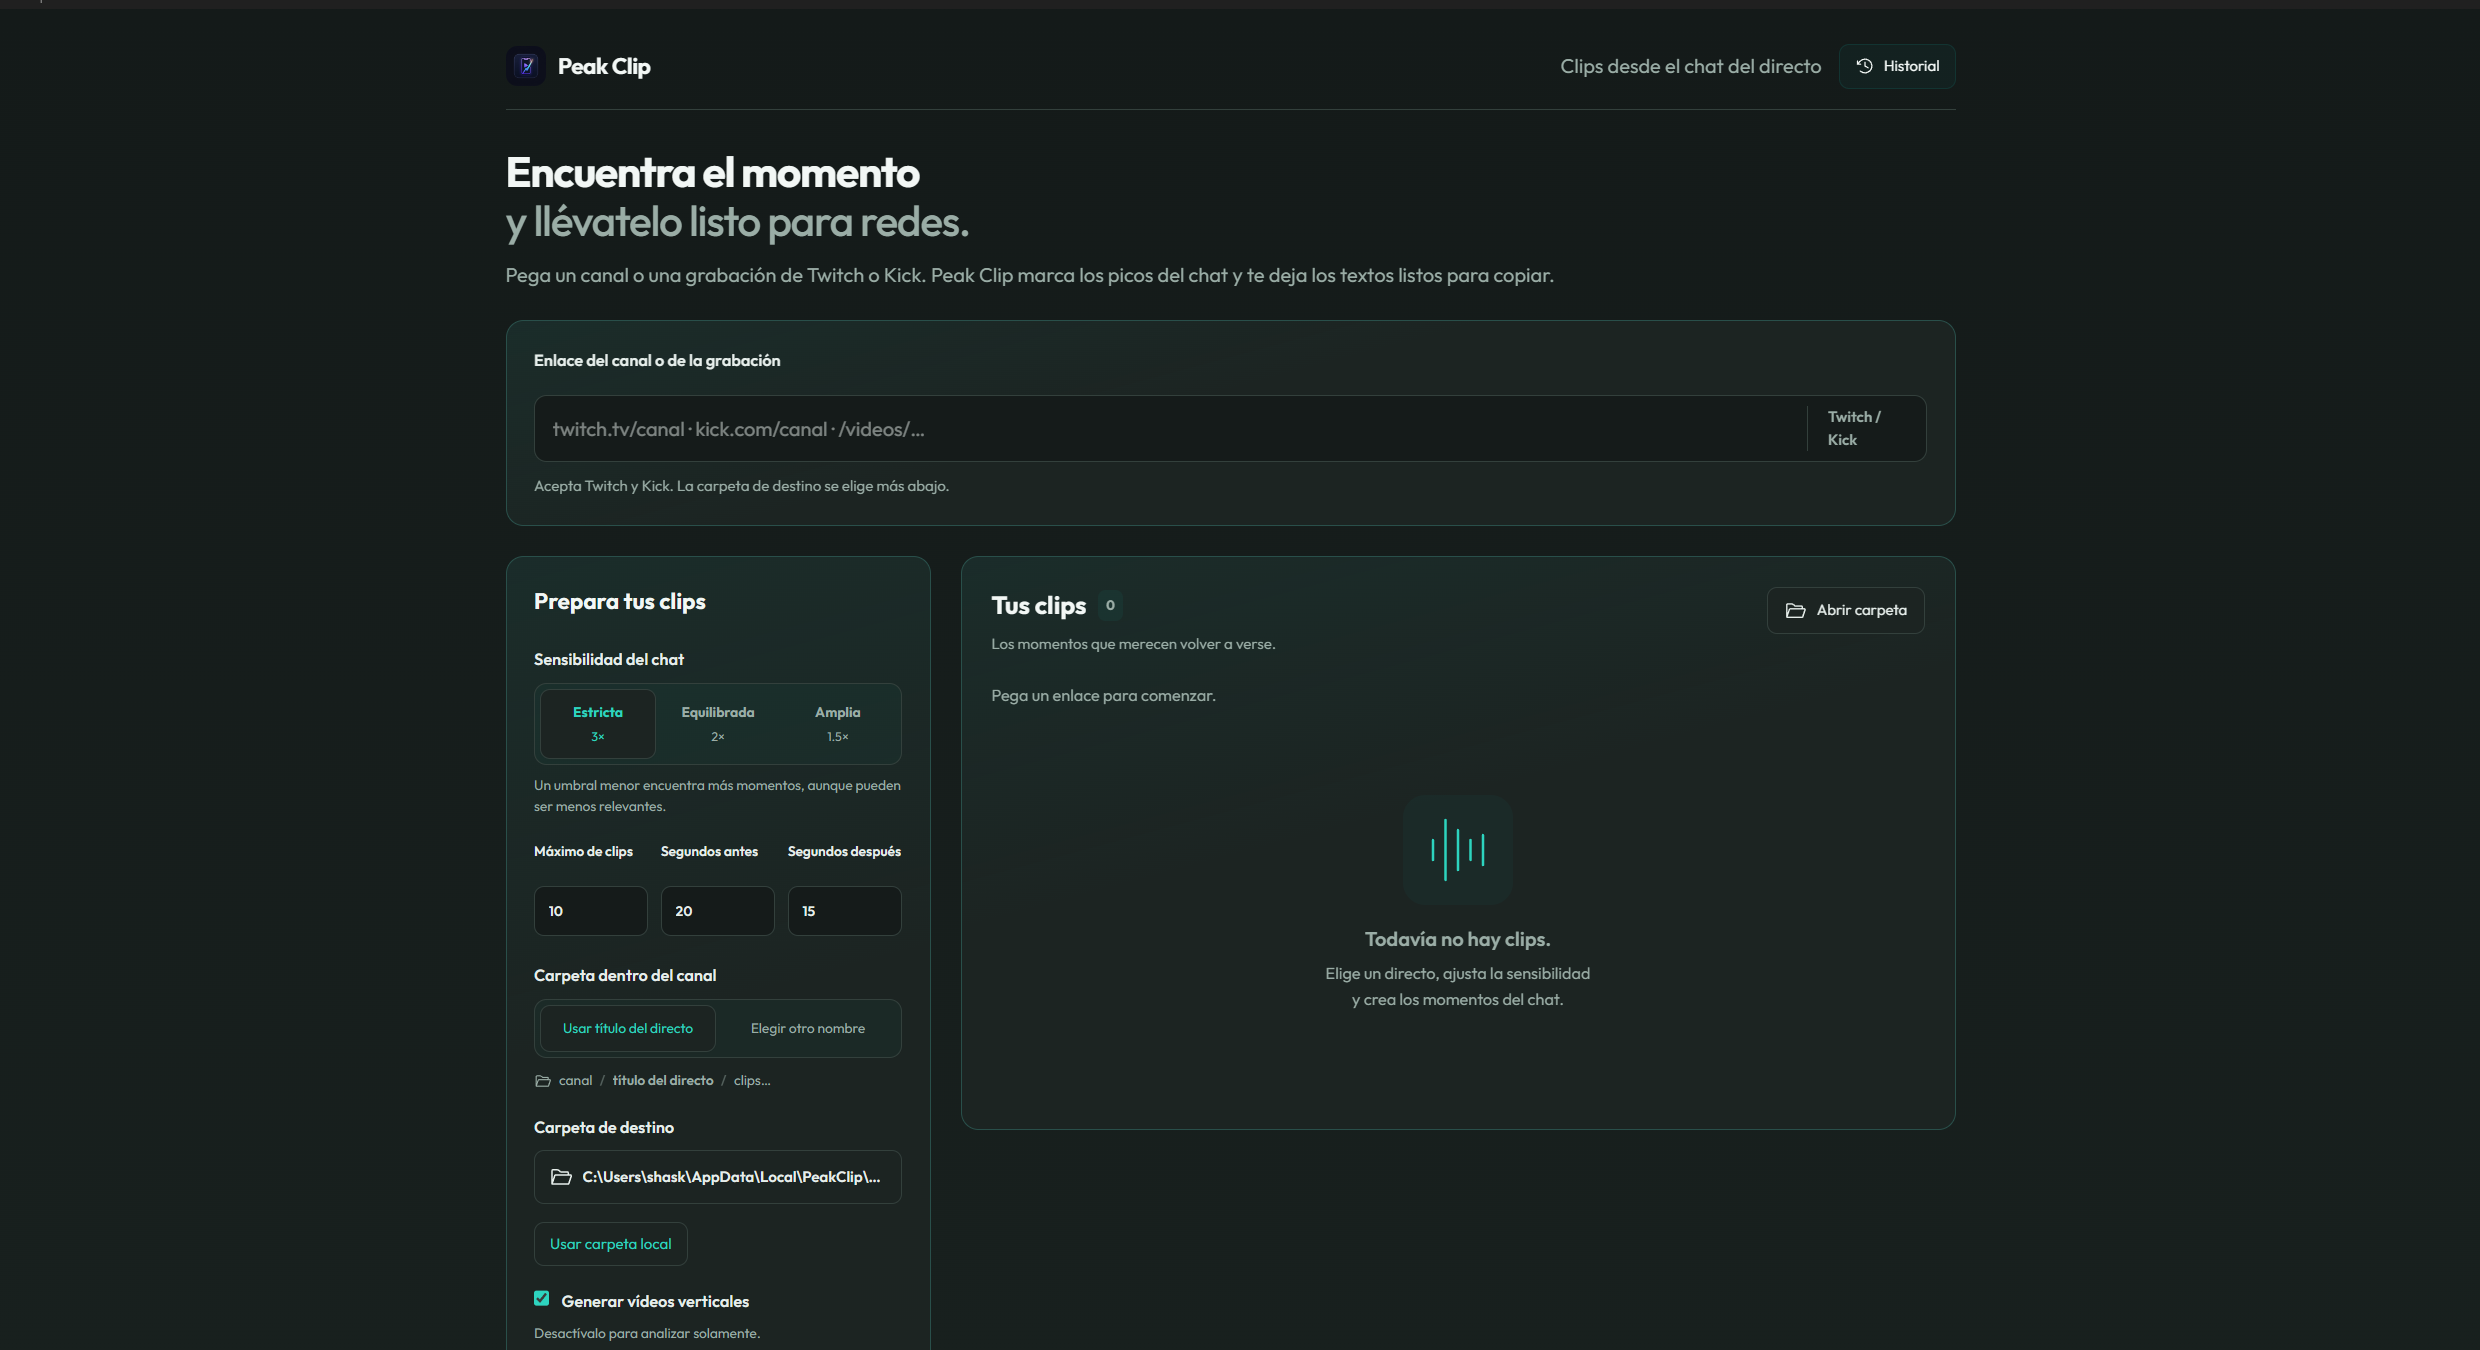 Peak Clip
Clips desde el chat del directo
Historial
Encuentra el momento
y llévatelo listo para redes.
Pega un canal o una grabación de Twitch o Kick. Peak Clip marca los picos del chat y te deja los textos listos para copiar.
Enlace del canal o de la grabación
twitch.tv/canal · kick.com/canal · /videos/...
Twitch /
Kick
Acepta Twitch y Kick. La carpeta de destino se elige más abajo.
Prepara tus clips
Sensibilidad del chat
Estricta
3×
Equilibrada
2×
Amplia
1.5×
Un umbral menor encuentra más momentos, aunque pueden
ser menos relevantes.
Máximo de clips
Segundos antes
Segundos después
10
20
15
Carpeta dentro del canal
Usar título del directo
Elegir otro nombre
canal / título del directo / clips...
Carpeta de destino
C:\Users\shask\AppData\Local\PeakClip\...
Usar carpeta local
Generar vídeos verticales
Desactívalo para analizar solamente.
Tus clips
0
Abrir carpeta
Los momentos que merecen volver a verse.
Pega un enlace para comenzar.
Todavía no hay clips.
Elige un directo, ajusta la sensibilidad
y crea los momentos del chat.